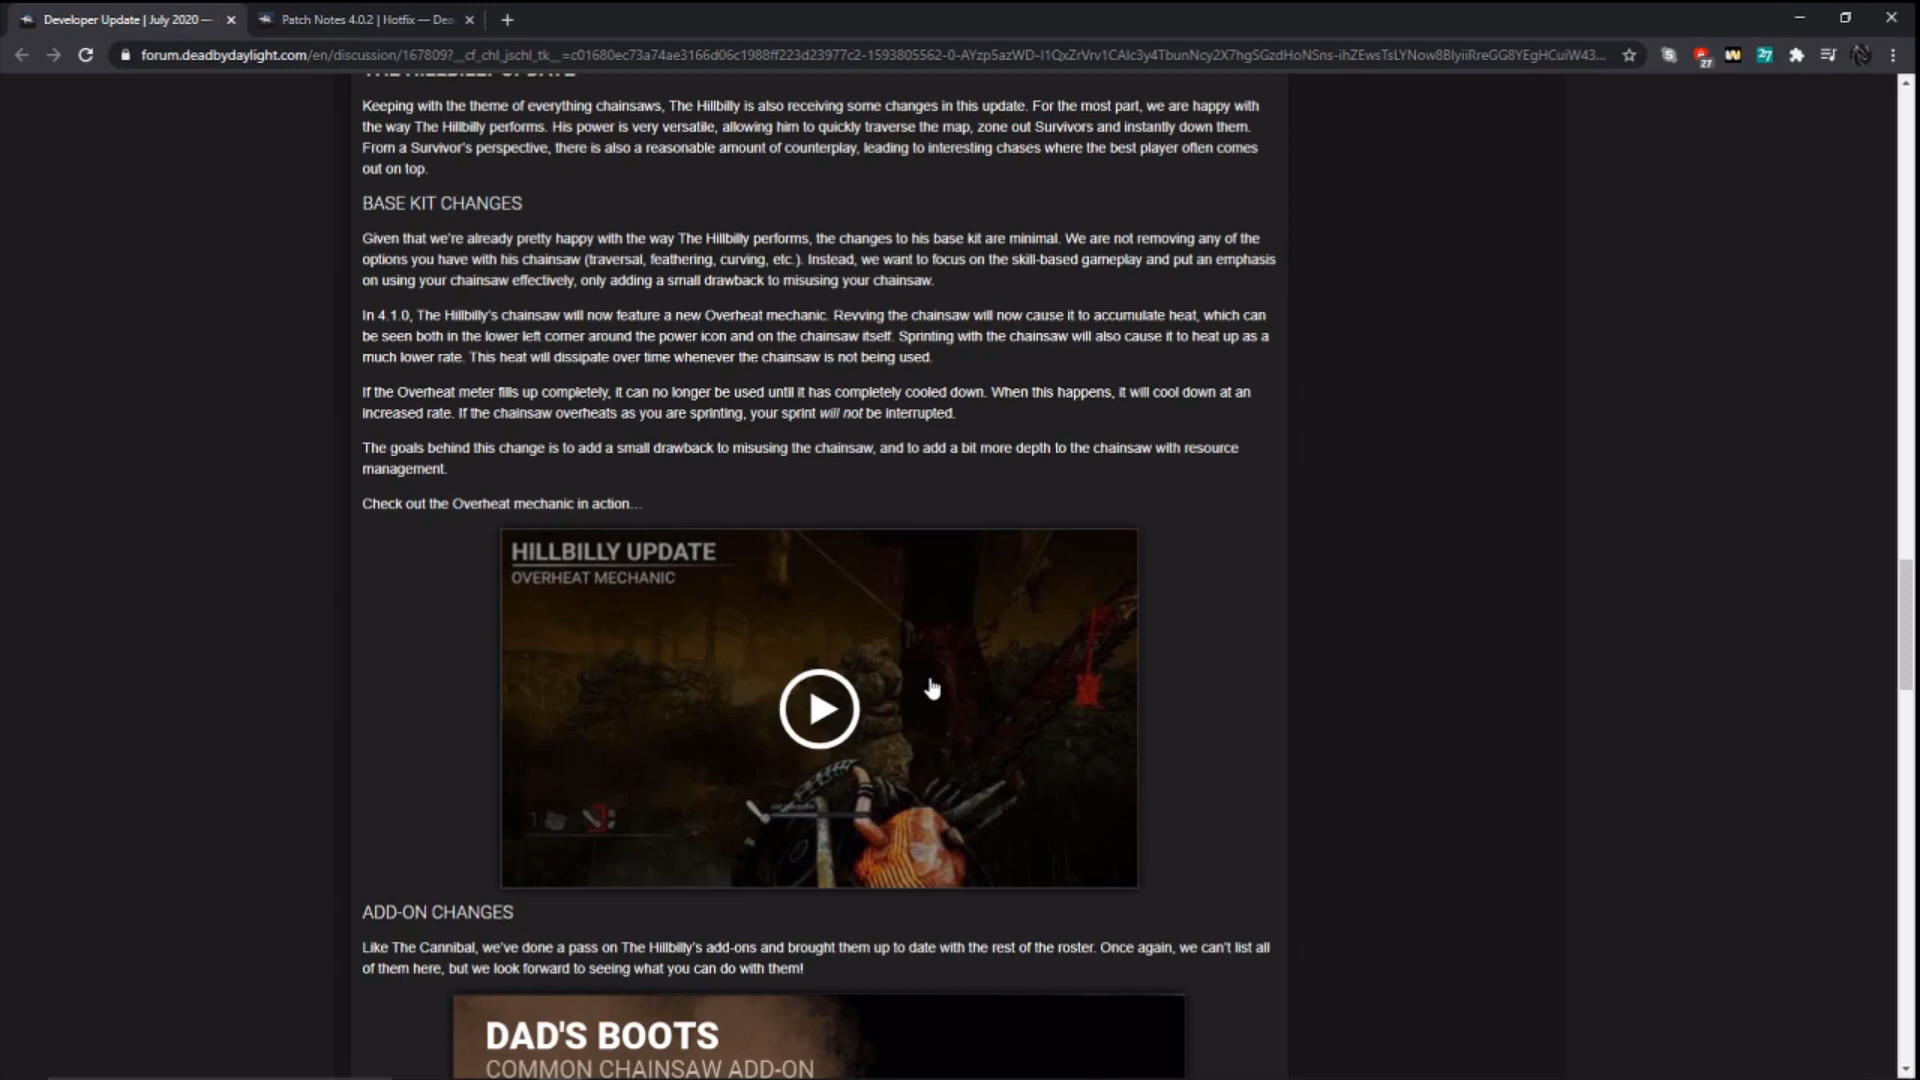 Developer Update | July 2020 —
Patch Notes 4.0.2 | Hotfix — Dea
forum.deadbydaylight.com/en/discussion/167809?__cf_chl_jschl_tk__=c01680ec73a74ae3166d06c1988ff223d23977c2-1593805562-0-AYzp5azWD-I1QxZrVrv1CAlc3y4TbunNcy2X7hgSGzdHoNSns-ihZEwsTsLYNow8BlyiiRreGG8YEgHCuiW43...
27
27
THE HILLBILLY UPDATE
Keeping with the theme of everything chainsaws, The Hillbilly is also receiving some changes in this update. For the most part, we are happy with
the way The Hillbilly performs. His power is very versatile, allowing him to quickly traverse the map, zone out Survivors and instantly down them.
From a Survivor's perspective, there is also a reasonable amount of counterplay, leading to interesting chases where the best player often comes
out on top.
BASE KIT CHANGES
Given that we're already pretty happy with the way The Hillbilly performs, the changes to his base kit are minimal. We are not removing any of the
options you have with his chainsaw (traversal, feathering, curving, etc.). Instead, we want to focus on the skill-based gameplay and put an emphasis
on using your chainsaw effectively, only adding a small drawback to misusing your chainsaw.
In 4.1.0, The Hillbilly's chainsaw will now feature a new Overheat mechanic. Revving the chainsaw will now cause it to accumulate heat, which can
be seen both in the lower left corner around the power icon and on the chainsaw itself. Sprinting with the chainsaw will also cause it to heat up as a
much lower rate. This heat will dissipate over time whenever the chainsaw is not being used.
If the Overheat meter fills up completely, it can no longer be used until it has completely cooled down. When this happens, it will cool down at an
increased rate. If the chainsaw overheats as you are sprinting, your sprint will not be interrupted.
The goals behind this change is to add a small drawback to misusing the chainsaw, and to add a bit more depth to the chainsaw with resource
management.
Check out the Overheat mechanic in action...
HILLBILLY UPDATE
OVERHEAT MECHANIC
ADD-ON CHANGES
Like The Cannibal, we've done a pass on The Hillbilly's add-ons and brought them up to date with the rest of the roster. Once again, we can't list all
of them here, but we look forward to seeing what you can do with them!
DAD'S BOOTS
COMMON CHAINSAW ADD-ON